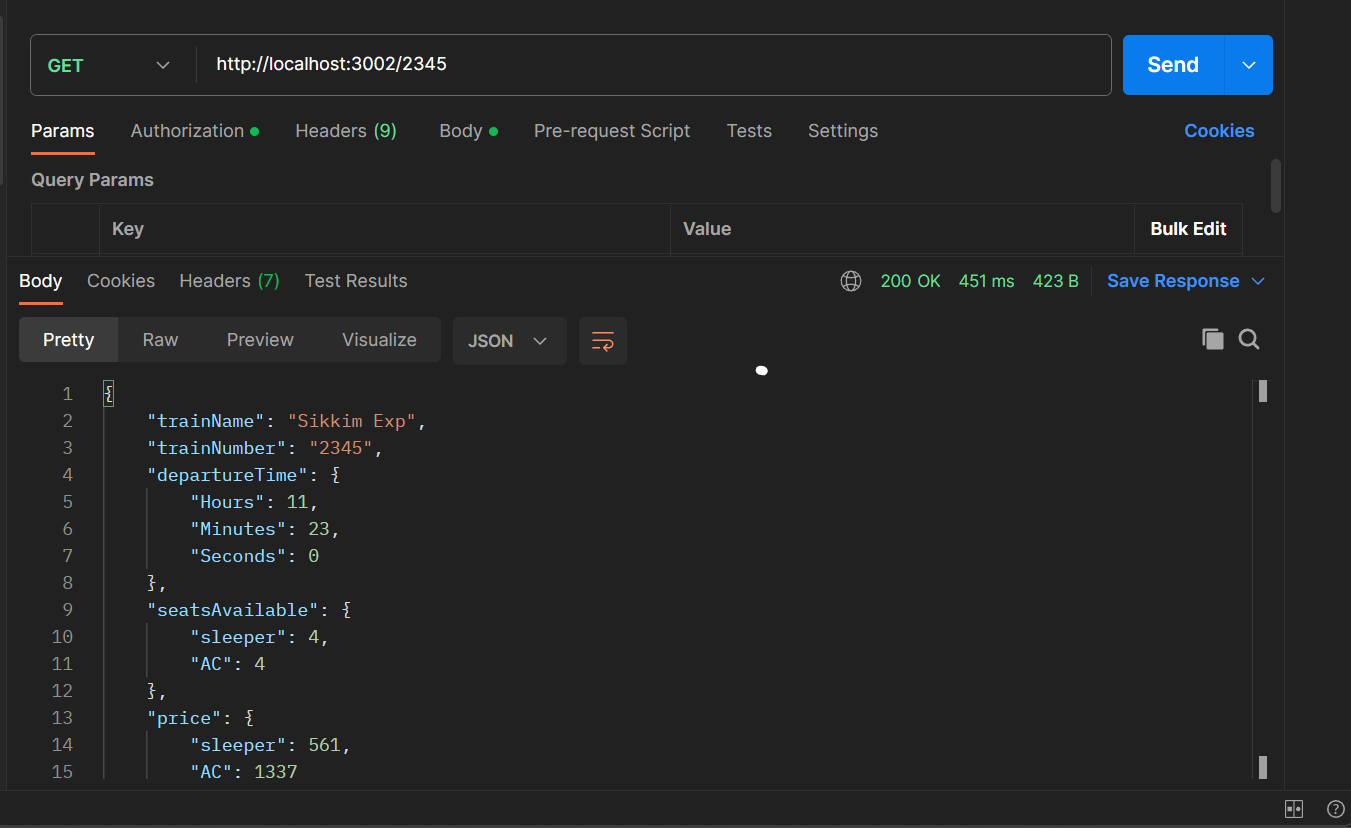 GET http://localhost:3002/2345 Send
Params Authorization Headers (9) Body Pre-request Script Tests Settings Cookies
Query Params
Key Value Bulk Edit
Body Cookies Headers (7) Test Results 200 OK 451 ms 423 B Save Response
Pretty Raw Preview Visualize JSON
1 {
2 "trainName": "Sikkim Exp",
3 "trainNumber": "2345",
4 "departureTime": {
5 "Hours": 11,
6 "Minutes": 23,
7 "Seconds": 0
8 },
9 "seatsAvailable": {
10 "sleeper": 4,
11 "AC": 4
12 },
13 "price": {
14 "sleeper": 561,
15 "AC": 1337